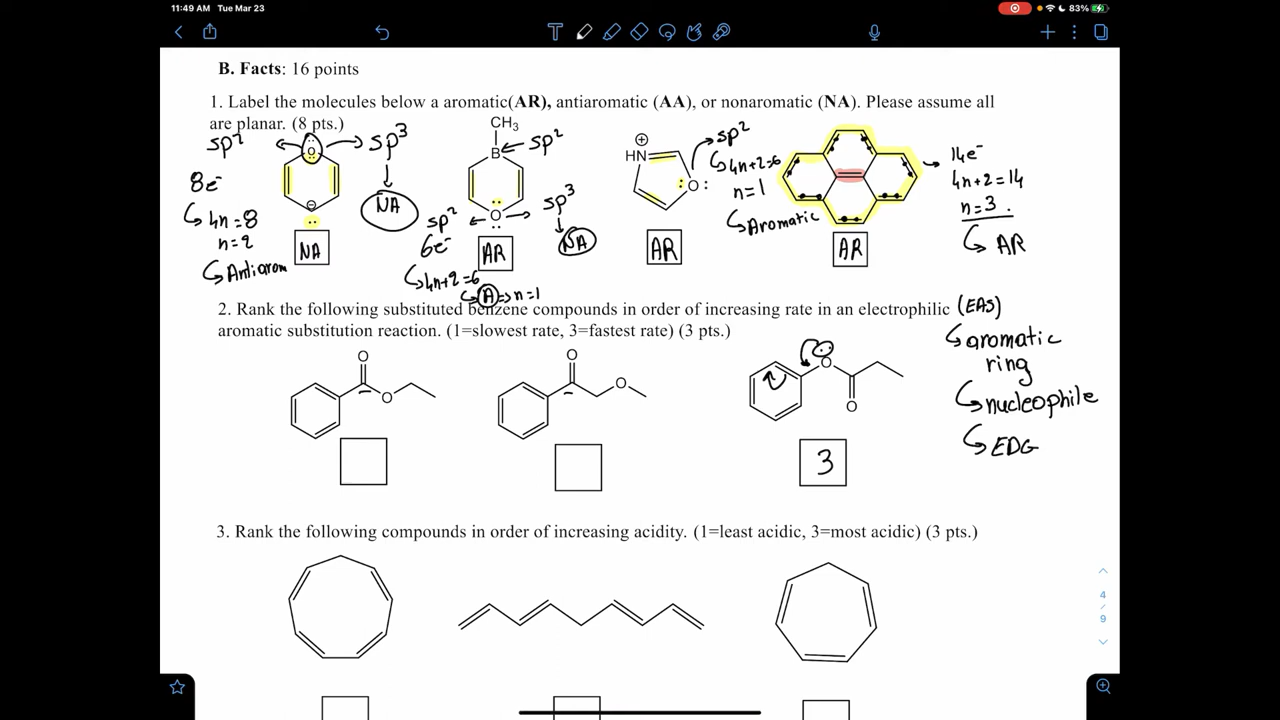 11:49 AM Tue Mar 23
83%
B. Facts: 16 points
1. Label the molecules below a aromatic(AR), antiaromatic (AA), or nonaromatic (NA). Please assume all
are planar. (8 pts.)
sp² O sp³
8e⁻
4n=8
n=2
Antiarom
⊖
NA
NA
CH₃
B sp²
sp² O sp³
6e⁻
AR
NA
4n+2=6
A ⇒ n=1
⊕
HN
O :
sp²
4n+2=6
n=1
Aromatic
AR
14e⁻
4n+2=14
n=3.
AR
AR
2. Rank the following substituted benzene compounds in order of increasing rate in an electrophilic (EAS)
aromatic substitution reaction. (1=slowest rate, 3=fastest rate) (3 pts.)
O
O
O
O
O
O
3
aromatic
ring
nucleophile
EDG
3. Rank the following compounds in order of increasing acidity. (1=least acidic, 3=most acidic) (3 pts.)
4
/
9